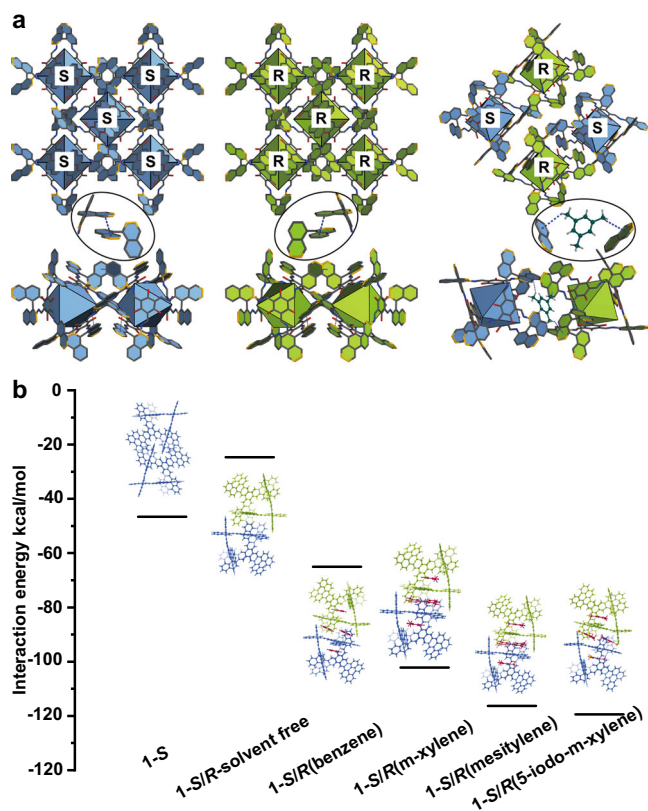 a
S S R R R
S R S S
S S R R R
b
0
-20
-40
-60
-80
-100
-120
Interaction energy kcal/mol
1-S
1-S/R-solvent free
1-S/R(benzene)
1-S/R(m-xylene)
1-S/R(mesitylene)
1-S/R(5-iodo-m-xylene)